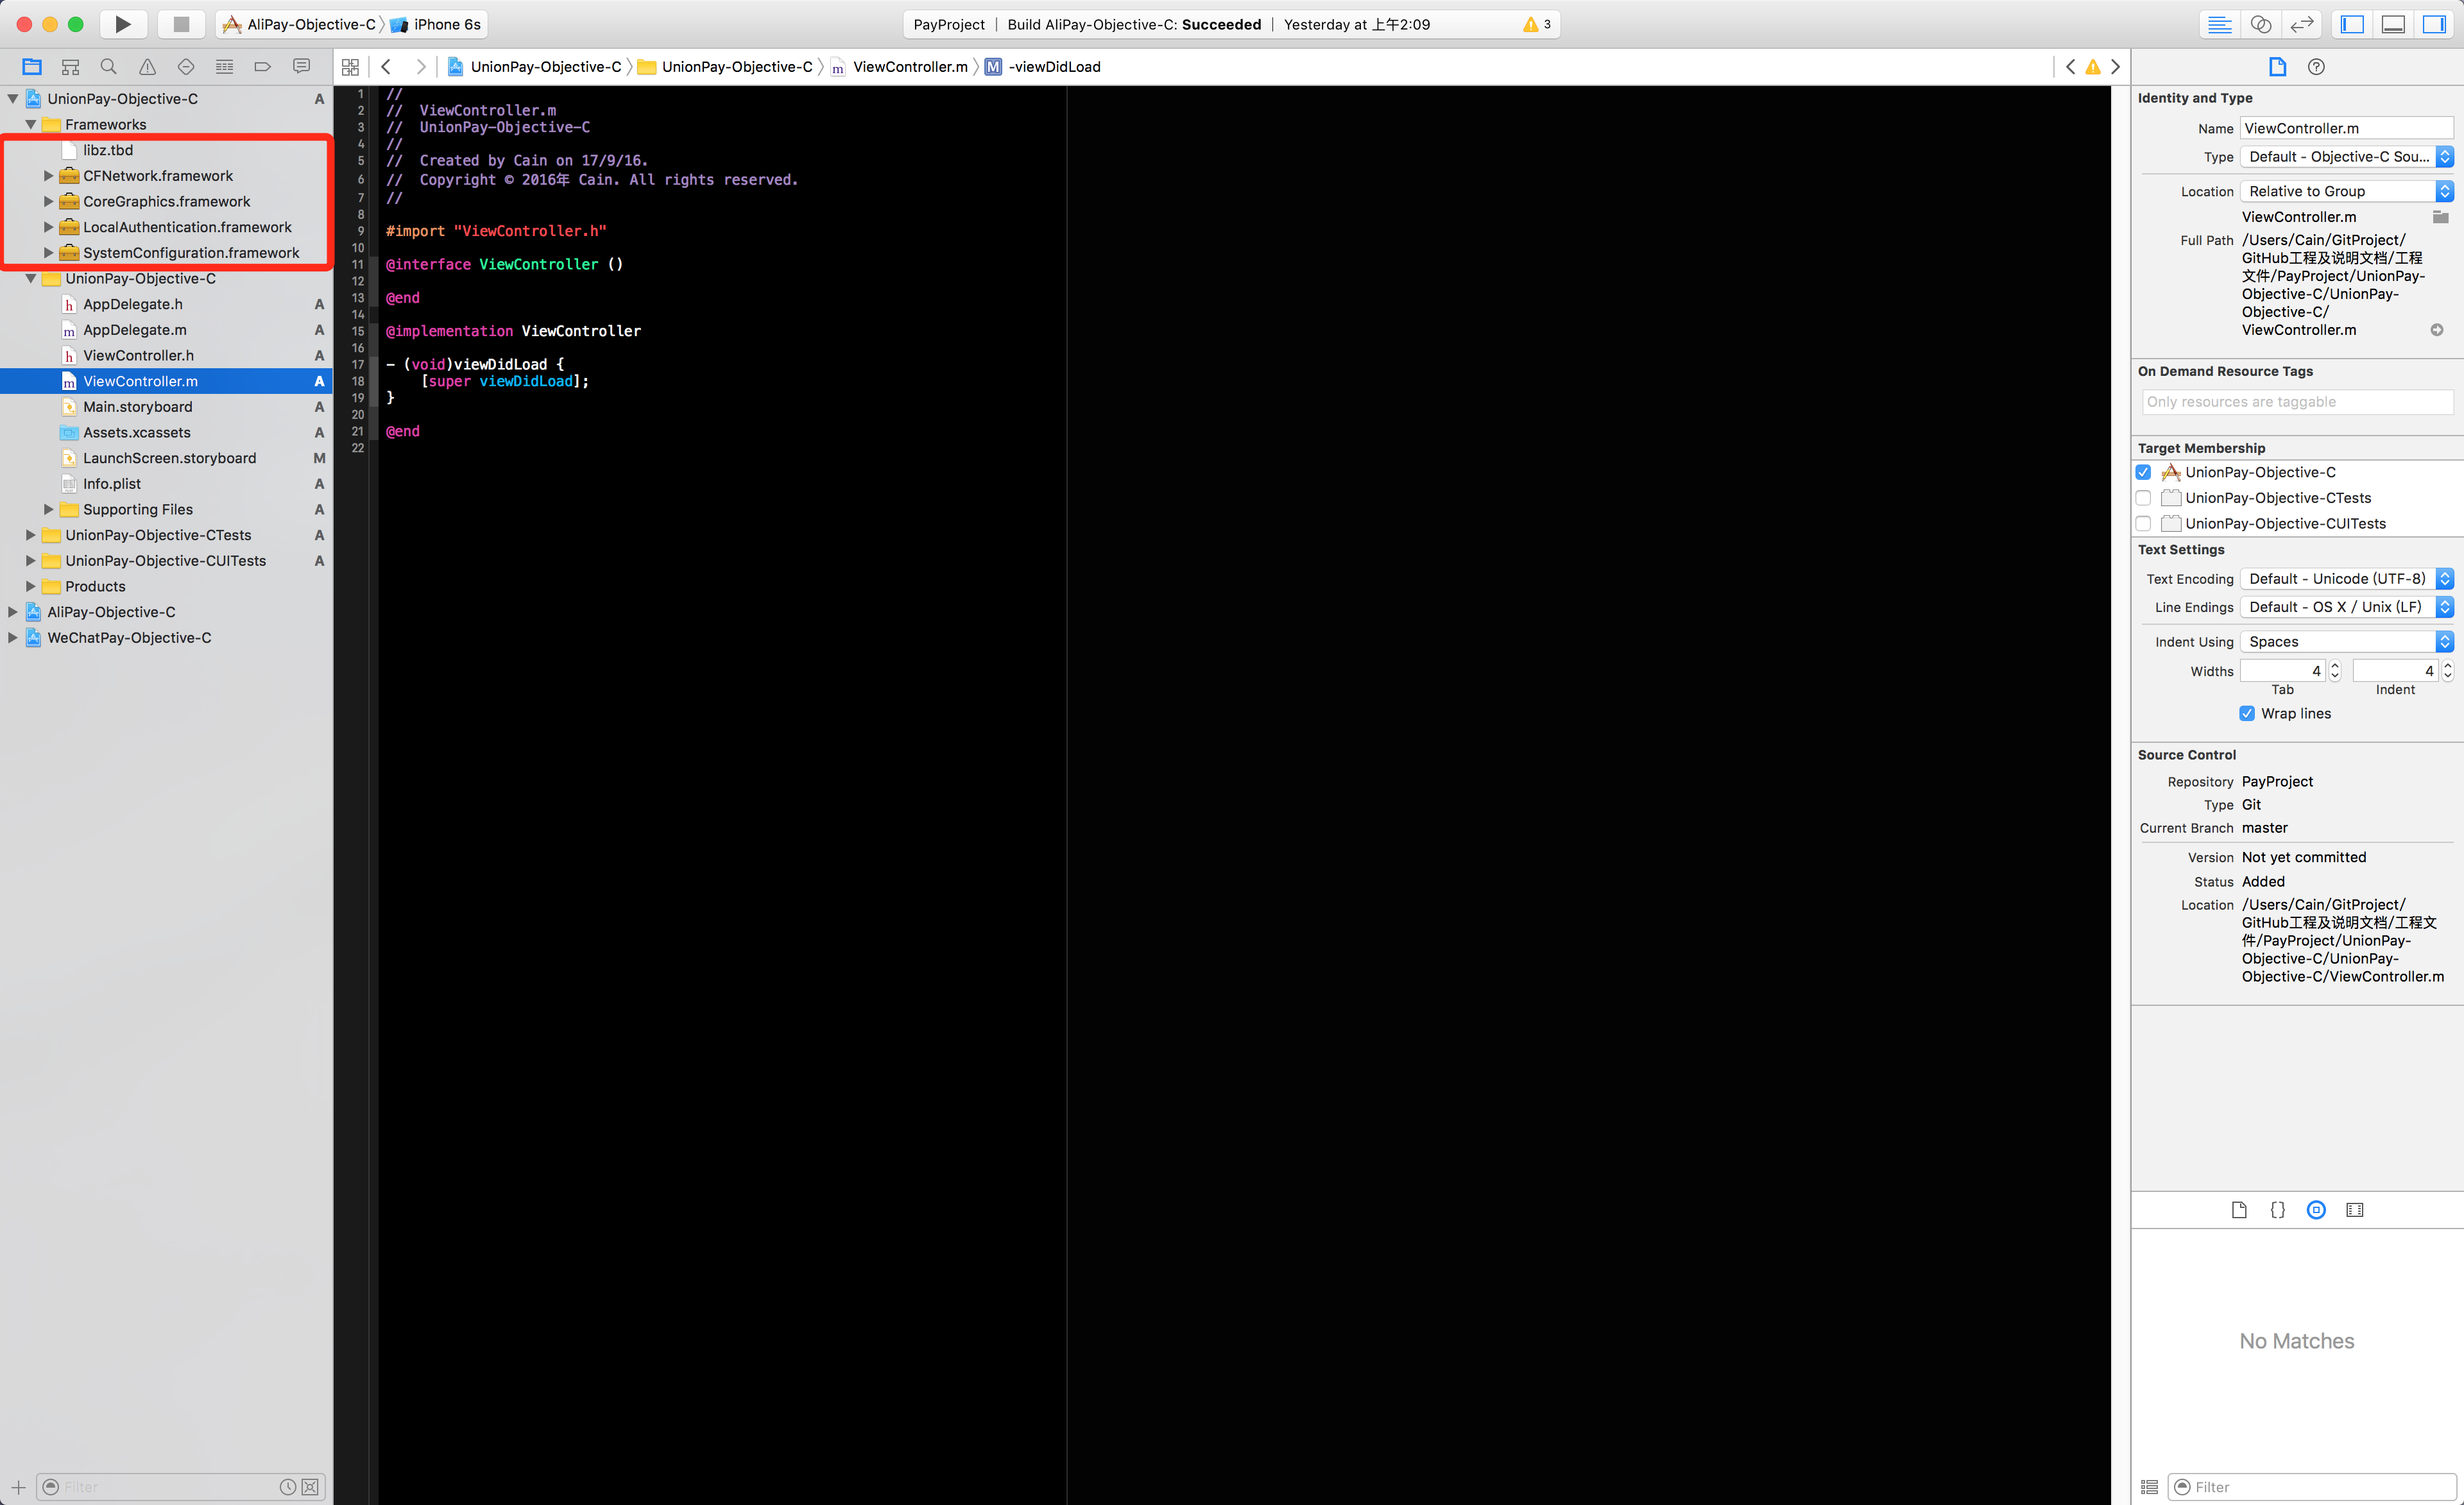 AliPay-Objective-C iPhone 6s
PayProject | Build AliPay-Objective-C: Succeeded | Yesterday at 上午2:09
3
UnionPay-Objective-C UnionPay-Objective-C ViewController.m M -viewDidLoad
UnionPay-Objective-C A
Frameworks
libz.tbd
CFNetwork.framework
CoreGraphics.framework
LocalAuthentication.framework
SystemConfiguration.framework
UnionPay-Objective-C
AppDelegate.h A
AppDelegate.m A
ViewController.h A
ViewController.m A
Main.storyboard A
Assets.xcassets A
LaunchScreen.storyboard M
Info.plist A
Supporting Files A
UnionPay-Objective-CTests A
UnionPay-Objective-CUITests A
Products
AliPay-Objective-C
WeChatPay-Objective-C
Filter
1 //
2 //  ViewController.m
3 //  UnionPay-Objective-C
4 //
5 //  Created by Cain on 17/9/16.
6 //  Copyright © 2016年 Cain. All rights reserved.
7 //
8
9 #import "ViewController.h"
10
11 @interface ViewController ()
12
13 @end
14
15 @implementation ViewController
16
17 - (void)viewDidLoad {
18     [super viewDidLoad];
19 }
20
21 @end
22
Identity and Type
Name ViewController.m
Type Default - Objective-C Sou...
Location Relative to Group
ViewController.m
Full Path /Users/Cain/GitProject/
GitHub工程及说明文档/工程
文件/PayProject/UnionPay-
Objective-C/UnionPay-
Objective-C/
ViewController.m
On Demand Resource Tags
Only resources are taggable
Target Membership
UnionPay-Objective-C
UnionPay-Objective-CTests
UnionPay-Objective-CUITests
Text Settings
Text Encoding Default - Unicode (UTF-8)
Line Endings Default - OS X / Unix (LF)
Indent Using Spaces
Widths 4 4
Tab Indent
Wrap lines
Source Control
Repository PayProject
Type Git
Current Branch master
Version Not yet committed
Status Added
Location /Users/Cain/GitProject/
GitHub工程及说明文档/工程文
件/PayProject/UnionPay-
Objective-C/UnionPay-
Objective-C/ViewController.m
No Matches
Filter